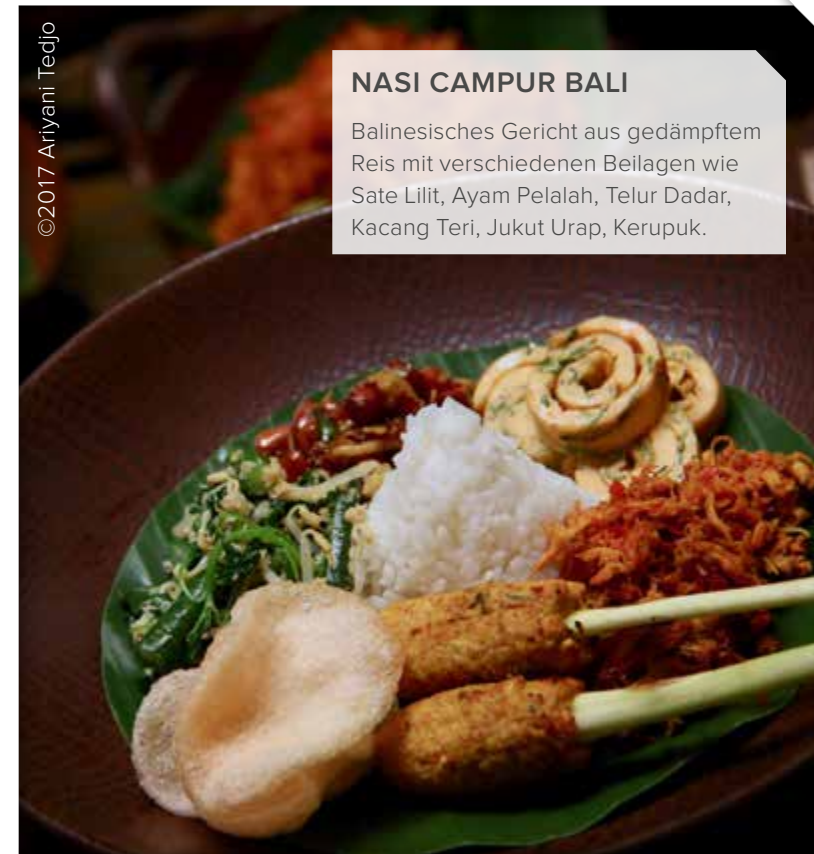 ©2017 Ariyani Tedjo
NASI CAMPUR BALI
Balinesisches Gericht aus gedämpftem
Reis mit verschiedenen Beilagen wie
Sate Lilit, Ayam Pelalah, Telur Dadar,
Kacang Teri, Jukut Urap, Kerupuk.